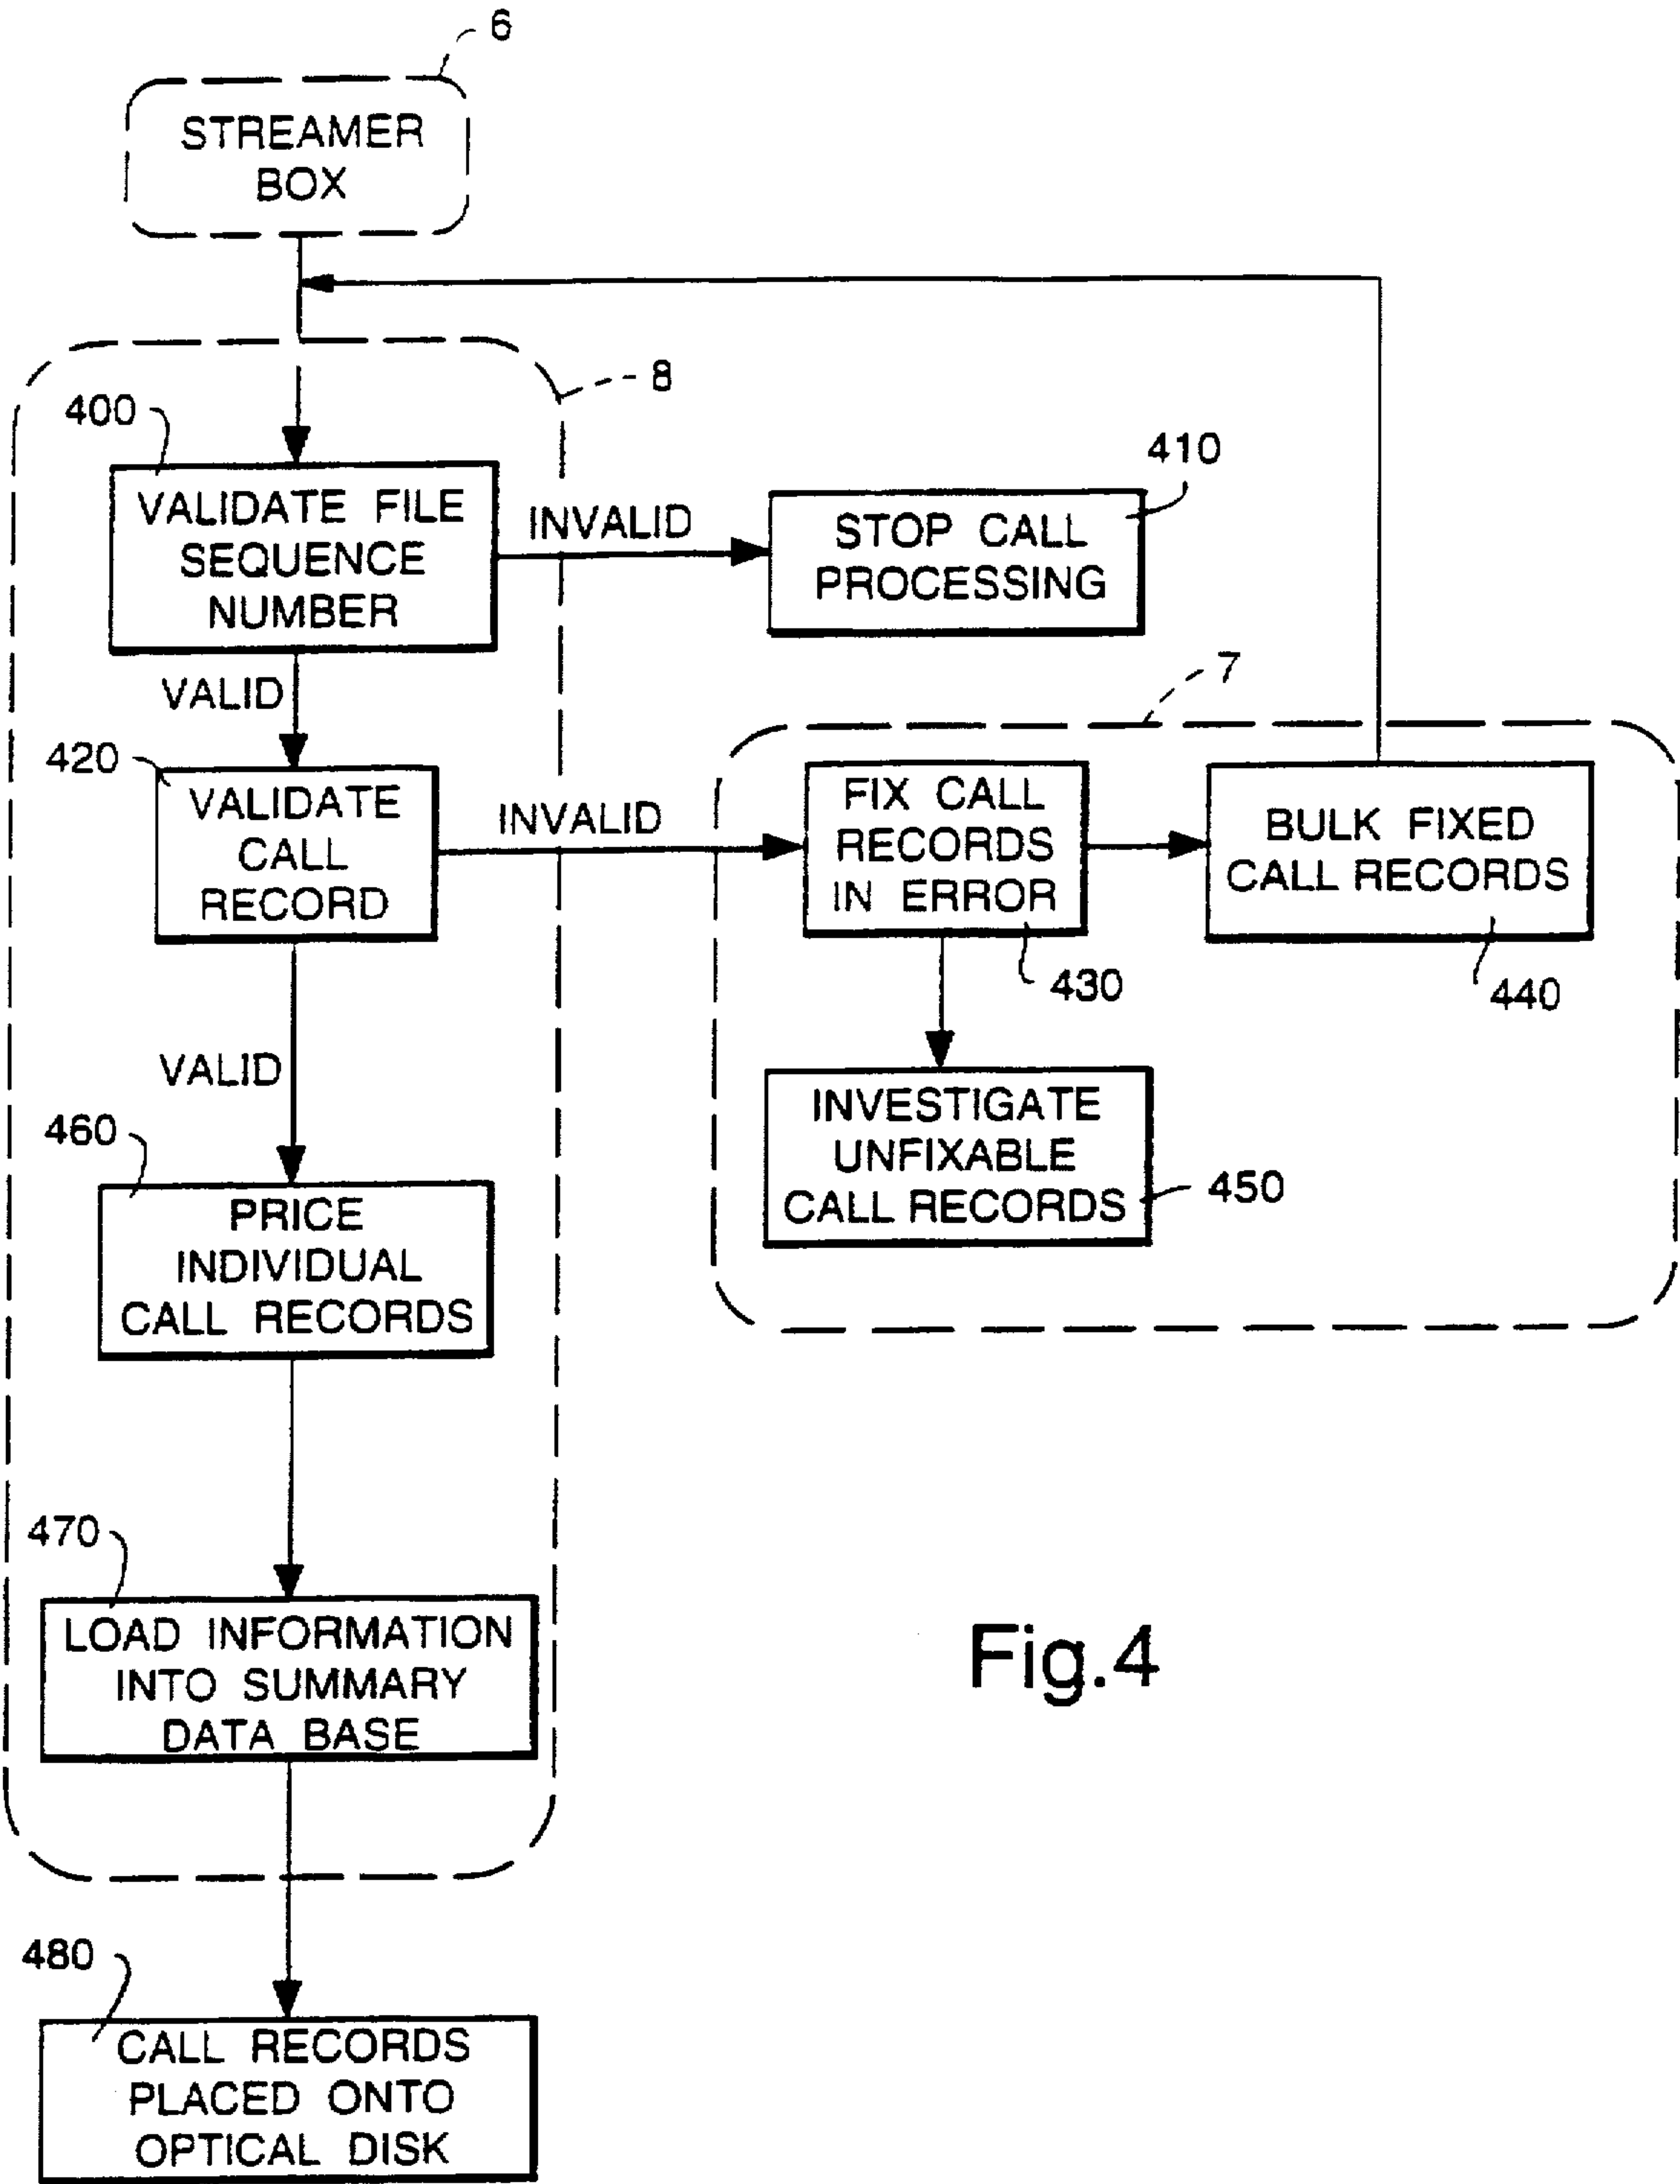 6
STREAMER
BOX
8
400
VALIDATE FILE
SEQUENCE
NUMBER
INVALID
410
STOP CALL
PROCESSING
VALID
7
420
VALIDATE
CALL
RECORD
INVALID
FIX CALL
RECORDS
IN ERROR
430
BULK FIXED
CALL RECORDS
440
VALID
INVESTIGATE
UNFIXABLE
CALL RECORDS
450
460
PRICE
INDIVIDUAL
CALL RECORDS
470
LOAD INFORMATION
INTO SUMMARY
DATA BASE
Fig.4
480
CALL RECORDS
PLACED ONTO
OPTICAL DISK